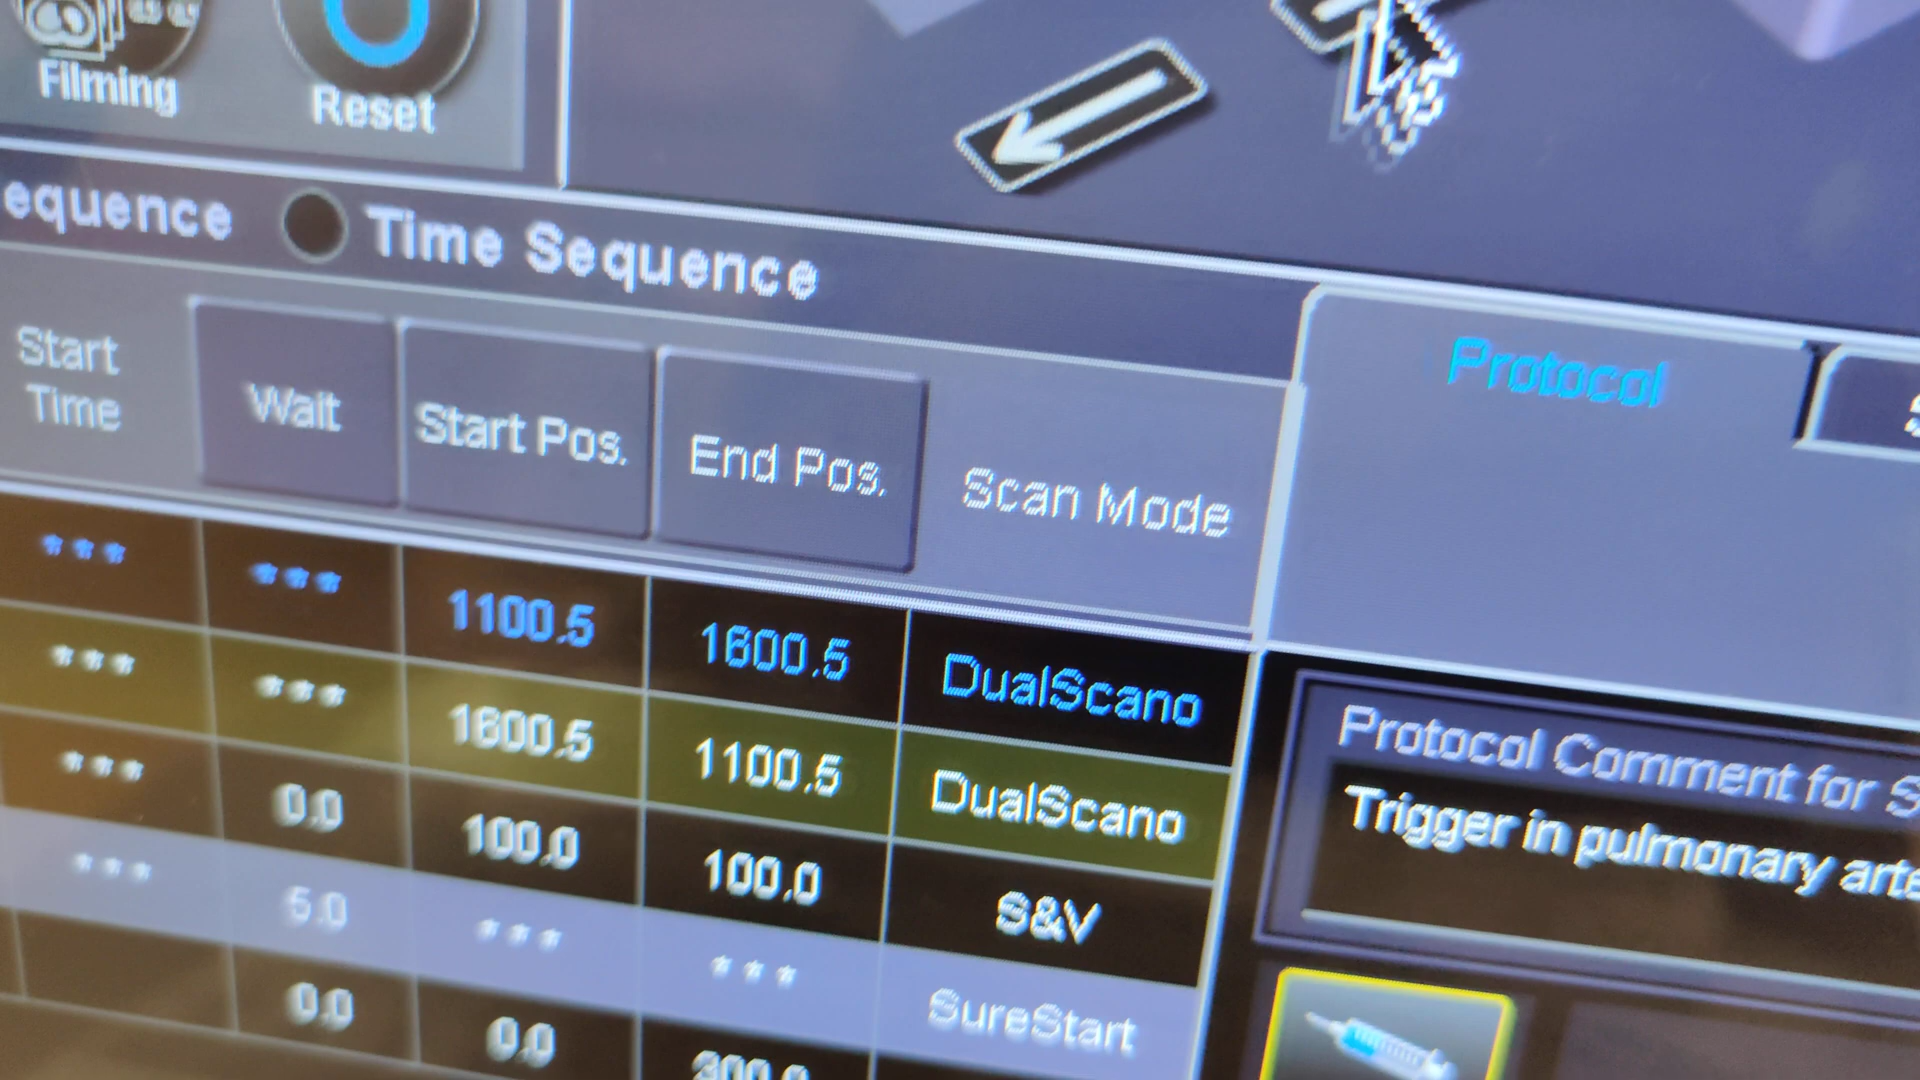 Filming
Reset
equence
Time Sequence
Start Time
Wait
Start Pos.
End Pos.
Scan Mode
Protocol
*** *** 1100.5 1600.5 DualScano
*** *** 1600.5 1100.5 DualScano
*** 0.0 100.0 100.0 S&V
*** 5.0 *** *** SureStart
0.0 0.0 300.0
Protocol Comment for S
Trigger in pulmonary arte